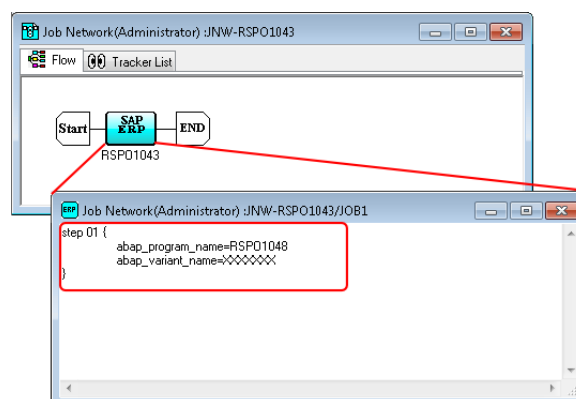 Job Network(Administrator) :JNW-RSPO1043
Flow
Tracker List
Start
SAP
ERP
END
RSPO1043
ERP
Job Network(Administrator) :JNW-RSPO1043/JOB1
step 01 {
abap_program_name=RSPO1048
abap_variant_name=XXXXXXX
}